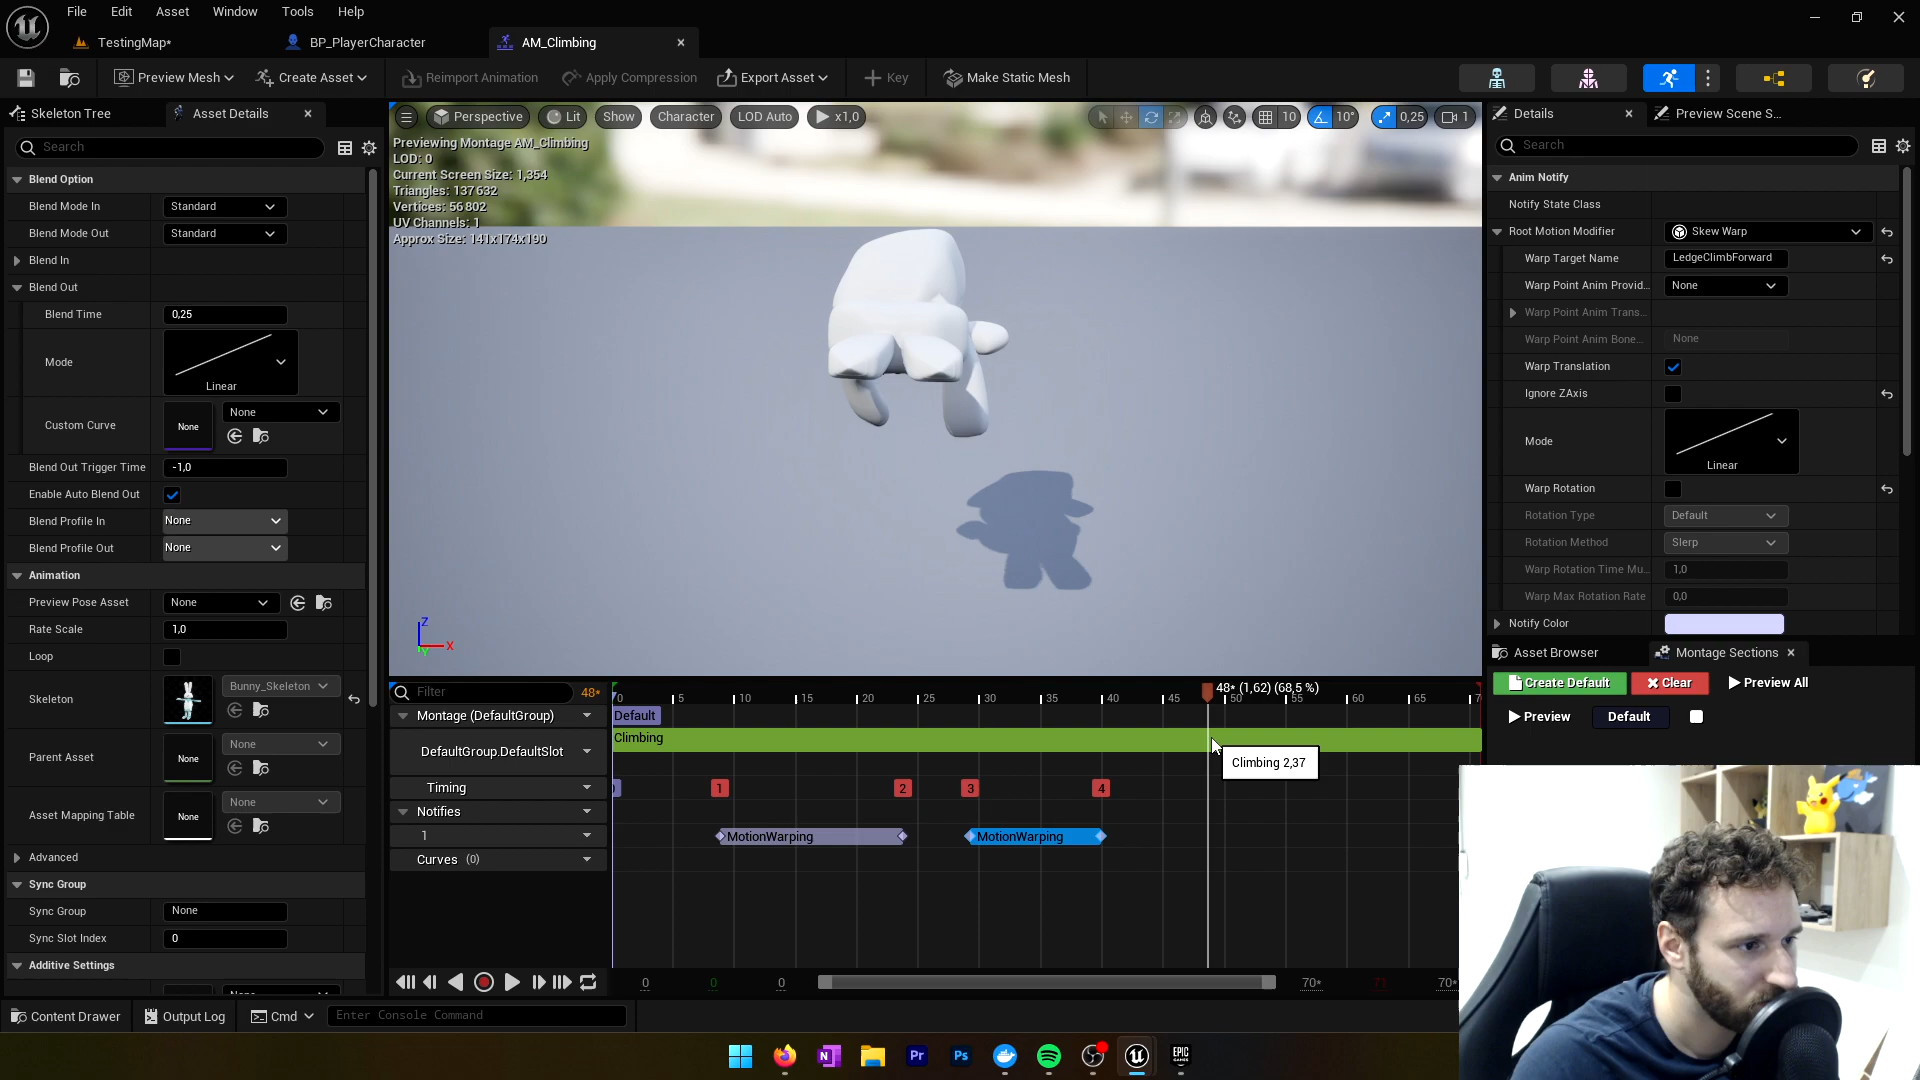 File Edit Asset Window Tools Help
TestingMap* BP_PlayerCharacter AM_Climbing
Preview Mesh Create Asset Reimport Animation Apply Compression Export Asset Key Make Static Mesh
Skeleton Tree Asset Details
Search
Blend Option
Blend Mode In Standard
Blend Mode Out Standard
Blend In
Blend Out
Blend Time 0,25
Mode Linear
Custom Curve None None
Blend Out Trigger Time -1,0
Enable Auto Blend Out
Blend Profile In None
Blend Profile Out None
Animation
Preview Pose Asset None
Rate Scale 1,0
Loop
Skeleton Bunny_Skeleton
Parent Asset None None
Asset Mapping Table None None
Advanced
Sync Group
Sync Group None
Sync Slot Index 0
Additive Settings
Perspective Lit Show Character LOD Auto x1,0 10 10° 0,25 1
Previewing Montage AM_Climbing
LOD: 0
Current Screen Size: 1,354
Triangles: 137 632
Vertices: 56 802
UV Channels: 1
Approx Size: 141x174x190
Z
X
Y
Filter 48*
0 5 10 15 20 25 30 35 40 45 50 55 60 65
48* (1,62) (68,5 %)
Montage (DefaultGroup) Default
Climbing
DefaultGroup.DefaultSlot
Climbing 2,37
Timing 1 2 3 4
Notifies
1 MotionWarping MotionWarping
Curves (0)
0 0 0 70* 71 70*
Details Preview Scene S...
Search
Anim Notify
Notify State Class
Root Motion Modifier Skew Warp
Warp Target Name LedgeClimbForward
Warp Point Anim Provid... None
Warp Point Anim Trans...
Warp Point Anim Bone... None
Warp Translation
Ignore ZAxis
Mode Linear
Warp Rotation
Rotation Type Default
Rotation Method Slerp
Warp Rotation Time Mu... 1,0
Warp Max Rotation Rate 0,0
Notify Color
Asset Browser Montage Sections
Create Default Clear Preview All
Preview Default
Content Drawer Output Log Cmd Enter Console Command
N Pr Ps EPIC GAMES